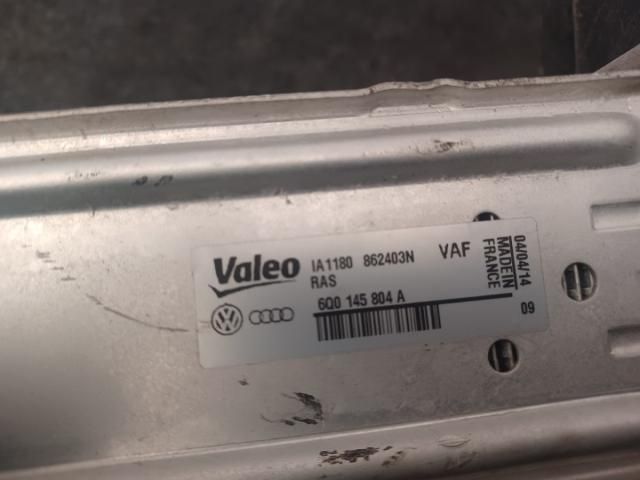 Valeo IA1180 862403N VAF
RAS
6Q0 145 804 A
04/04/14
MADE IN
FRANCE
09